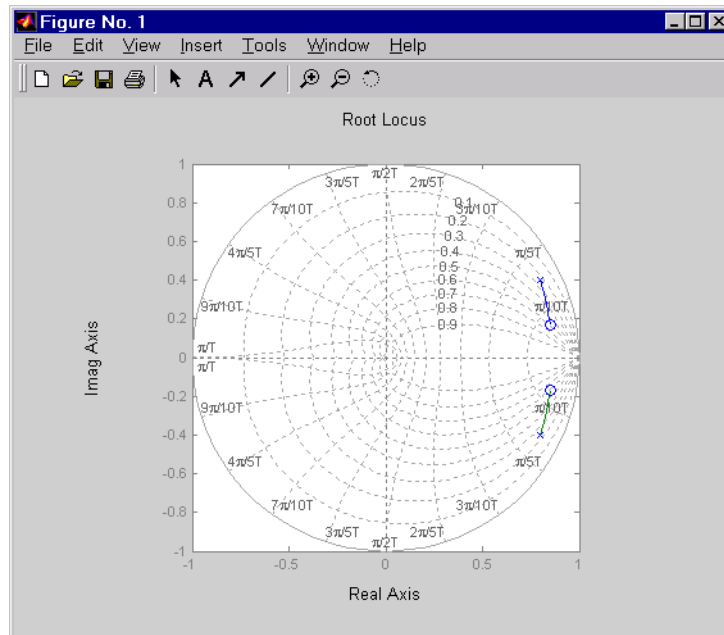 Figure No. 1
File Edit View Insert Tools Window Help
A
Root Locus
Imag Axis
1
0.8
0.6
0.4
0.2
0
-0.2
-0.4
-0.6
-0.8
-1
π/2T
3π/5T 2π/5T
0.1
7π/10T 3π/10T
0.2
0.3
4π/5T 0.4 π/5T
0.5
0.6
0.7
9π/10T 0.8 π/10T
0.9
π/T
π/T
9π/10T π/10T
4π/5T π/5T
7π/10T 3π/10T
3π/5T 2π/5T
π/2T
-1 -0.5 0 0.5 1
Real Axis